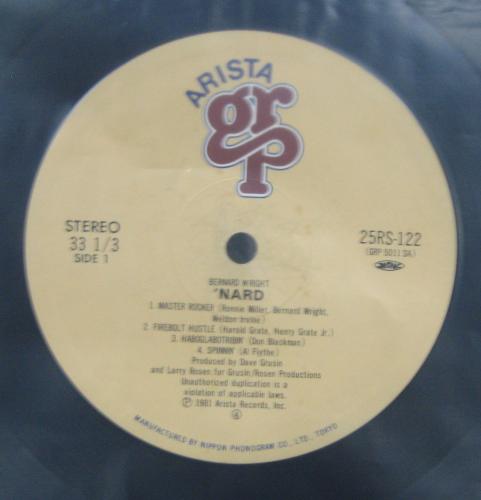 ARISTA
grp
STEREO
33 1/3
SIDE 1
25RS-122
(GRP 5011 SA)
BERNARD WRIGHT
'NARD
1. MASTER ROCKER (Ronnie Miller, Bernard Wright,
Weldon Irvine)
2. FIREBOLT HUSTLE (Harold Grate, Henry Grate Jr.)
3. HABOGLABOTRIBIN' (Don Blackman)
4. SPINNIN' (Al Flythe)
Produced by Dave Grusin
and Larry Rosen for Grusin/Rosen Productions
Unauthorized duplication is a
violation of applicable laws.
Ⓟ 1981 Arista Records, Inc.
MANUFACTURED BY NIPPON PHONOGRAM CO., LTD., TOKYO